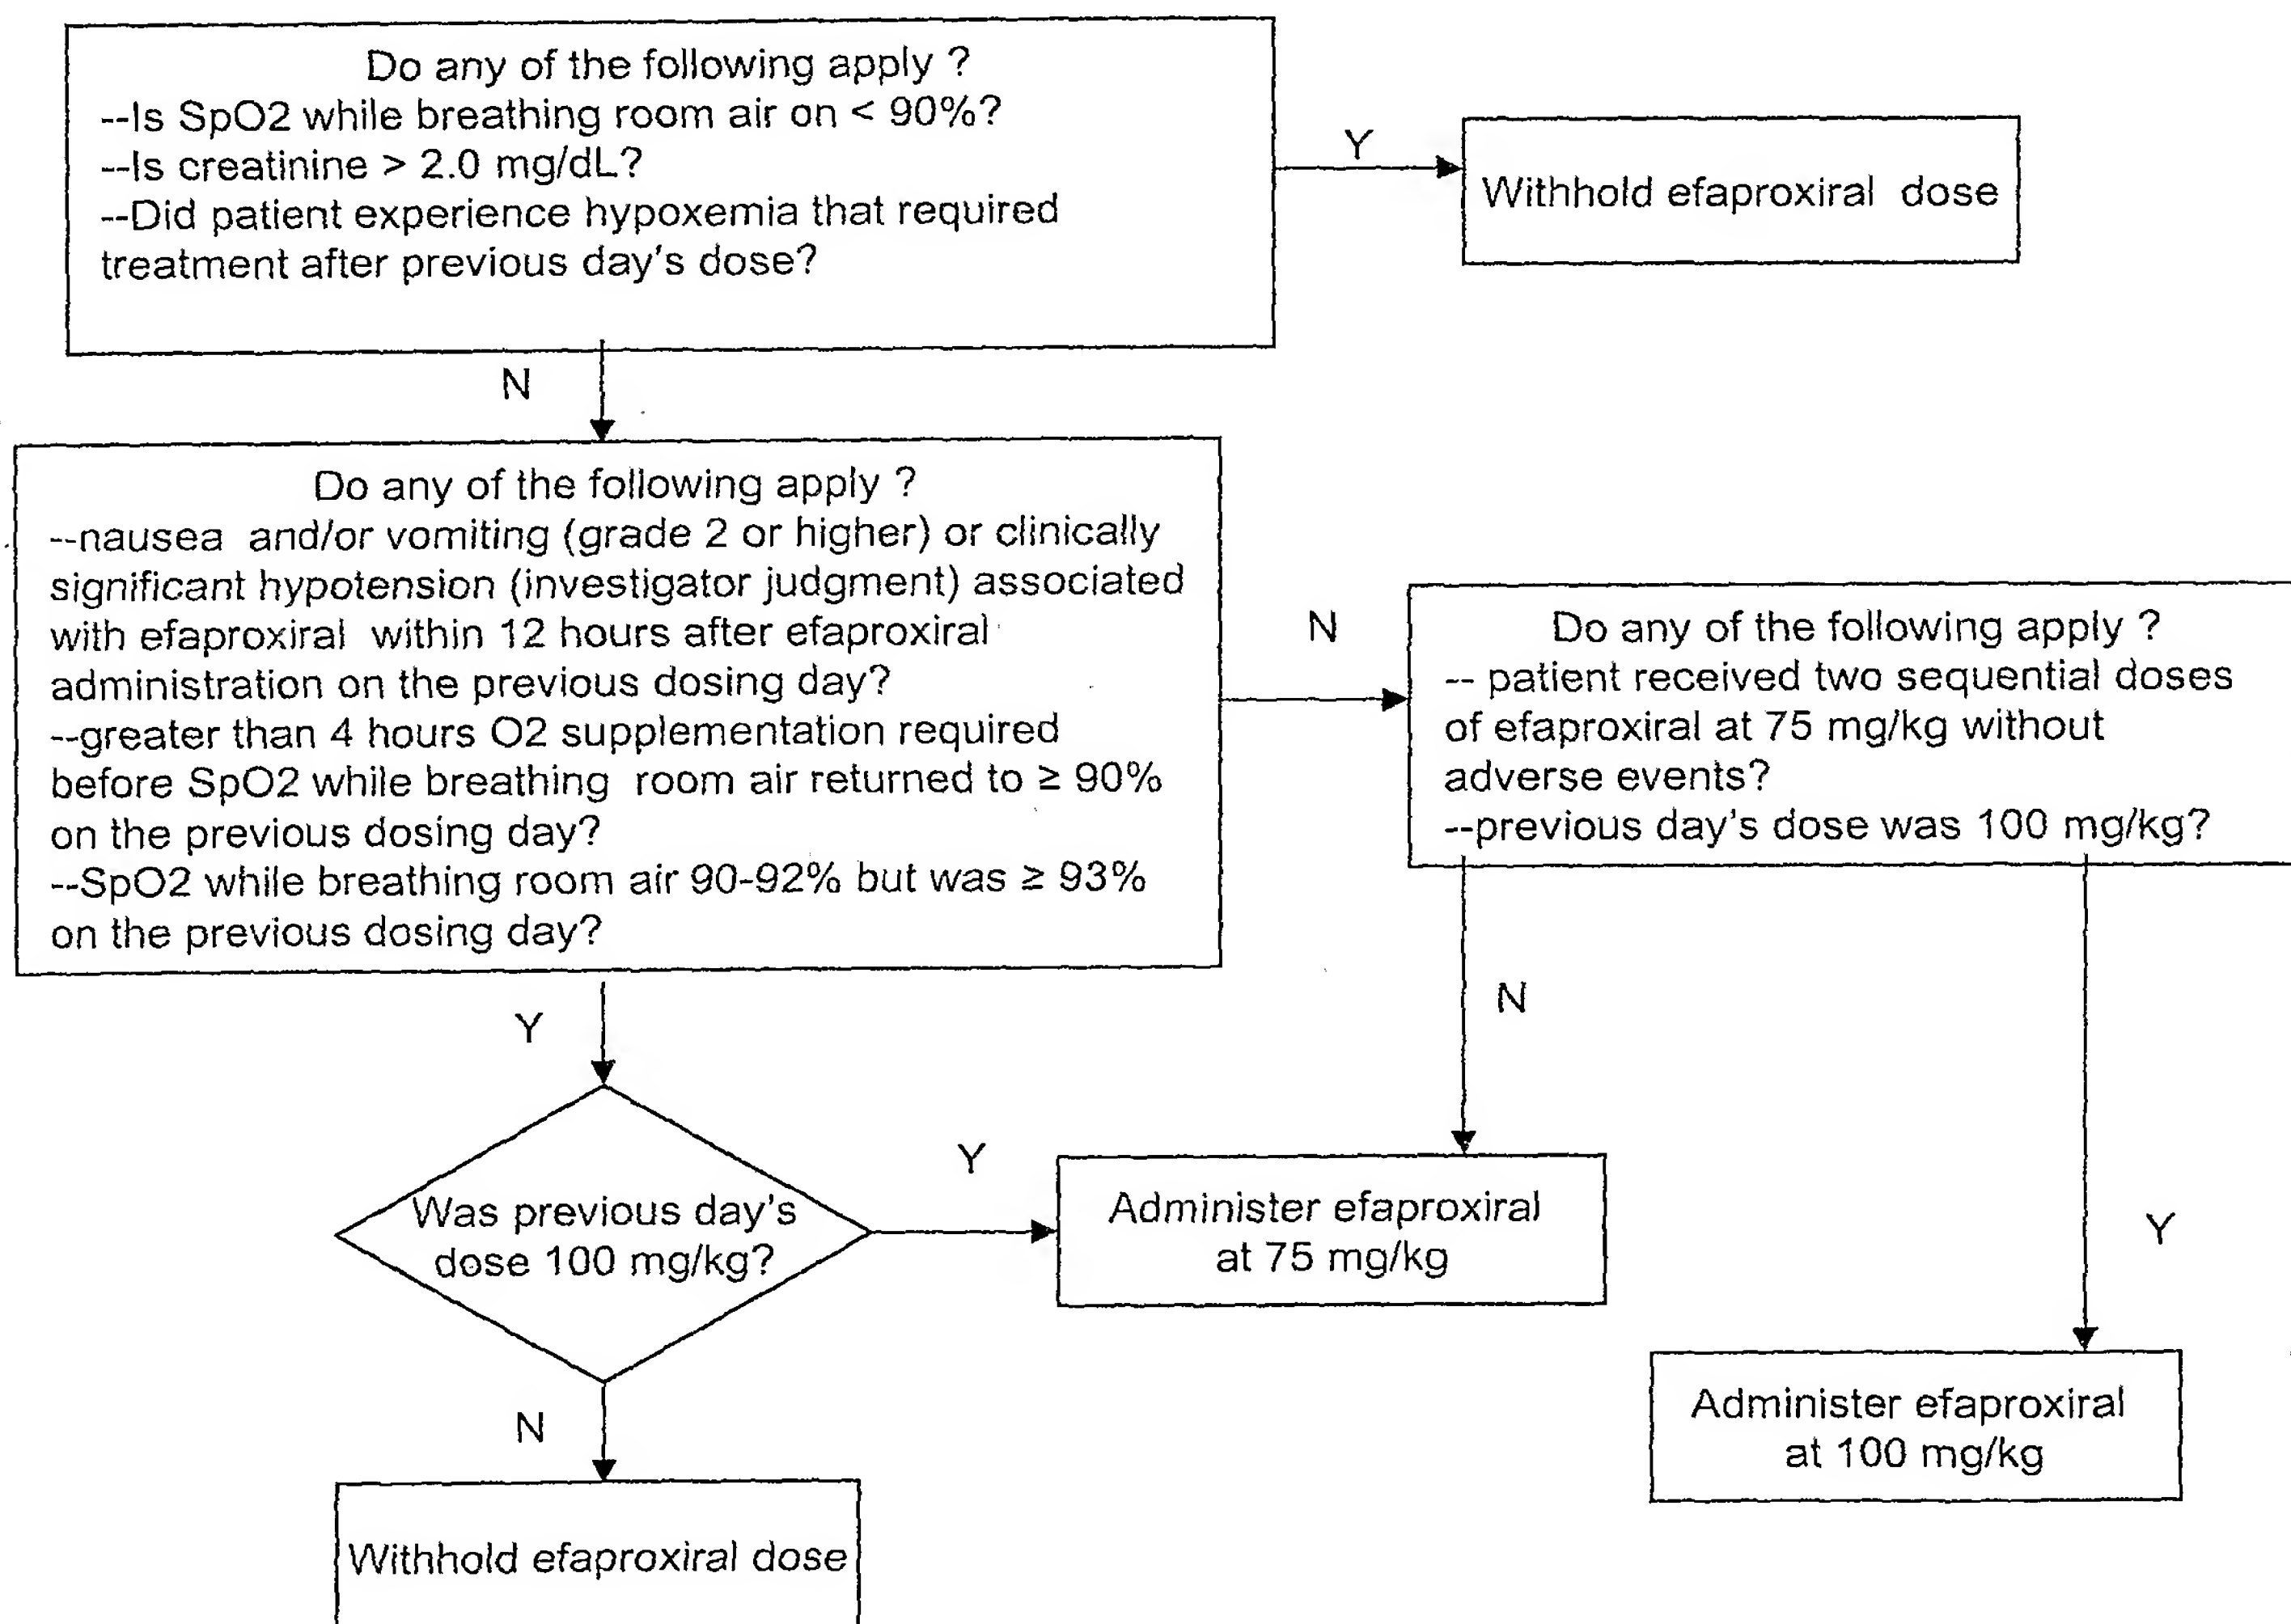 Do any of the following apply ?
--Is SpO2 while breathing room air on < 90%?
--Is creatinine > 2.0 mg/dL?
--Did patient experience hypoxemia that required
treatment after previous day's dose?
Y
Withhold efaproxiral dose
N
Do any of the following apply ?
--nausea and/or vomiting (grade 2 or higher) or clinically
significant hypotension (investigator judgment) associated
with efaproxiral within 12 hours after efaproxiral
administration on the previous dosing day?
--greater than 4 hours O2 supplementation required
before SpO2 while breathing room air returned to ≥ 90%
on the previous dosing day?
--SpO2 while breathing room air 90-92% but was ≥ 93%
on the previous dosing day?
N
Do any of the following apply ?
-- patient received two sequential doses
of efaproxiral at 75 mg/kg without
adverse events?
--previous day's dose was 100 mg/kg?
Y
N
Was previous day's
dose 100 mg/kg?
Y
Administer efaproxiral
at 75 mg/kg
Y
Administer efaproxiral
at 100 mg/kg
N
Withhold efaproxiral dose